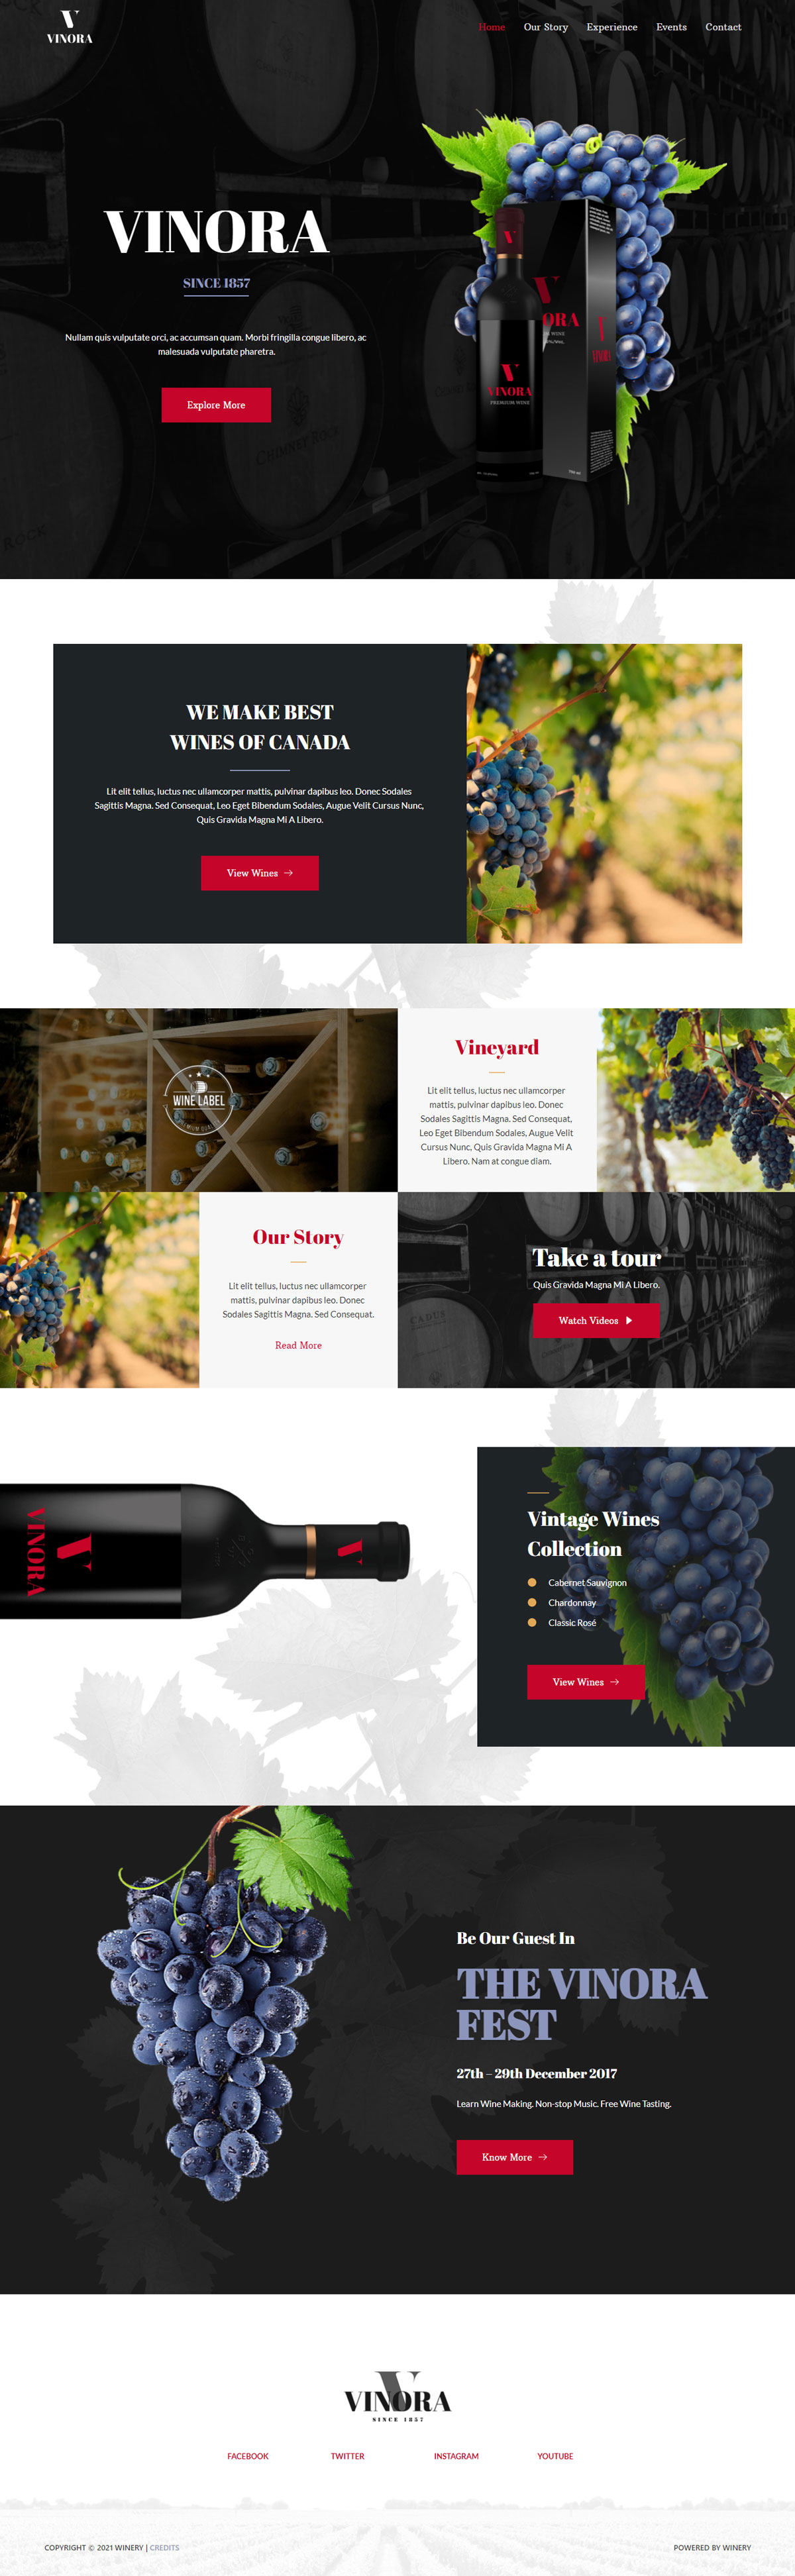 VINORA
Home
Our Story
Experience
Events
Contact
VINORA
SINCE 1857
Nullam quis vulputate orci, ac accumsan quam. Morbi fringilla congue libero, ac
malesuada vulputate pharetra.
Explore More
VINORA
PREMIUM WINE
CHIMNEY ROCK
ROCK
WE MAKE BEST
WINES OF CANADA
Lit elit tellus, luctus nec ullamcorper mattis, pulvinar dapibus leo. Donec Sodales
Sagittis Magna. Sed Consequat, Leo Eget Bibendum Sodales, Augue Velit Cursus Nunc,
Quis Gravida Magna Mi A Libero.
View Wines
WINE LABEL
Vineyard
Lit elit tellus, luctus nec ullamcorper
mattis, pulvinar dapibus leo. Donec
Sodales Sagittis Magna. Sed Consequat,
Leo Eget Bibendum Sodales, Augue Velit
Cursus Nunc, Quis Gravida Magna Mi A
Libero. Nam at congue diam.
Our Story
Lit elit tellus, luctus nec ullamcorper
mattis, pulvinar dapibus leo. Donec
Sodales Sagittis Magna. Sed Consequat.
Read More
Take a tour
Quis Gravida Magna Mi A Libero.
Watch Videos
CADUS
VINORA
Vintage Wines
Collection
Cabernet Sauvignon
Chardonnay
Classic Rosé
View Wines
Be Our Guest In
THE VINORA
FEST
27th – 29th December 2017
Learn Wine Making. Non-stop Music. Free Wine Tasting.
Know More
VINORA
SINCE 1857
FACEBOOK
TWITTER
INSTAGRAM
YOUTUBE
COPYRIGHT © 2021 WINERY | CREDITS
POWERED BY WINERY